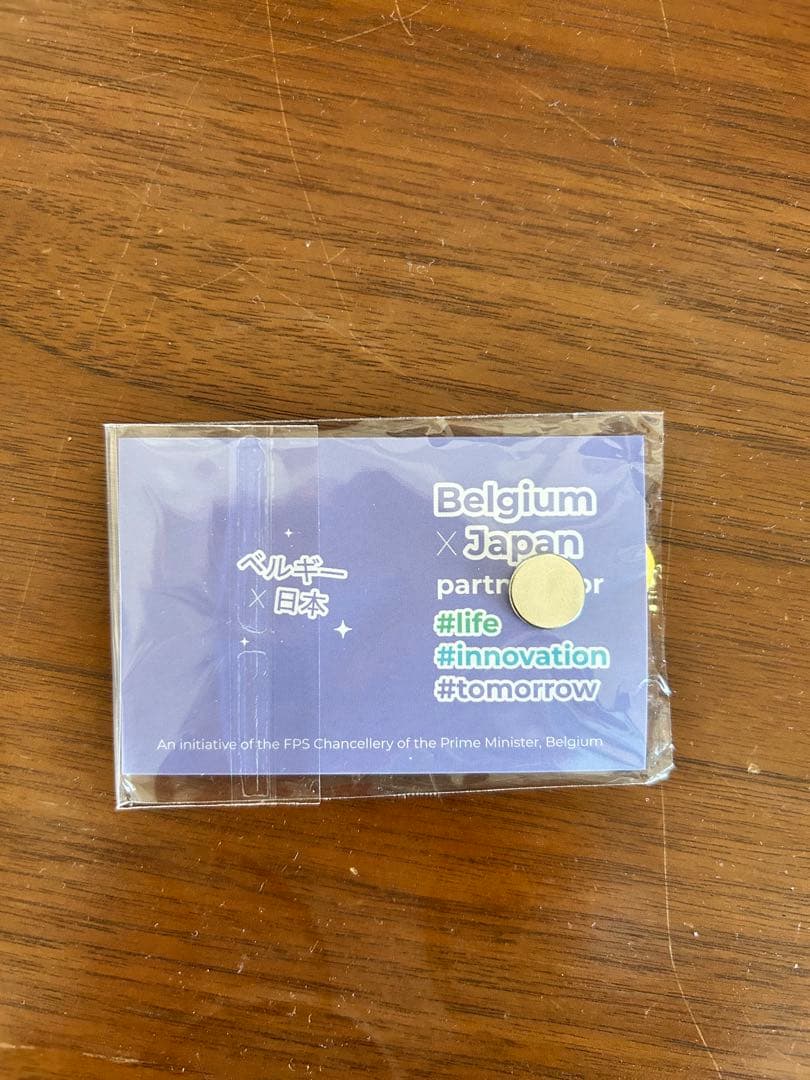 ベルギー
× 日本
Belgium
× Japan
#life
#innovation
#tomorrow
An initiative of the FPS Chancellery of the Prime Minister, Belgium